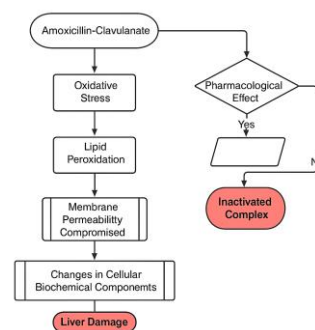 Amoxicillin-Clavulanate
Oxidative
Stress
Pharmacological
Effect
Yes
Lipid
Peroxidation
N
Membrane
Permeabiitty
Compromised
Inactivated
Complex
Changes in Cellular
Biochemical Components
Liver Damage